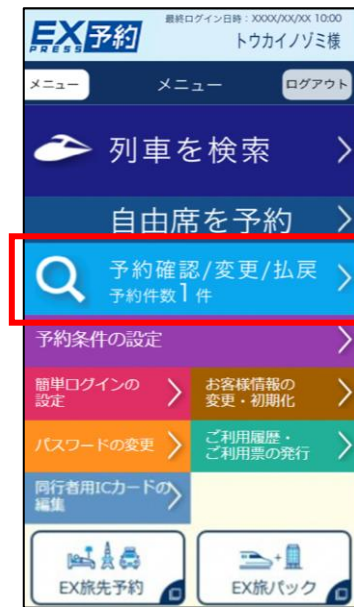 EX予約
PRESS
最終ログイン日時：XXXX/XX/XX 10:00
トウカイノゾミ様
メニュー
メニュー
ログアウト
列車を検索
自由席を予約
予約確認/変更/払戻
予約件数1件
予約条件の設定
簡単ログインの
設定
お客様情報の
変更・初期化
パスワードの変更
ご利用履歴・
ご利用票の発行
同行者用ICカードの
編集
EX旅先予約
EX旅パック